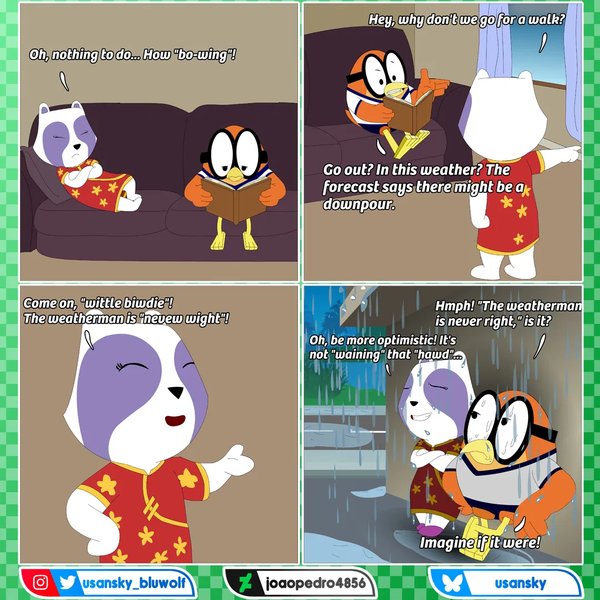 Oh, nothing to do... How "bo-wing"!
Hey, why don't we go for a walk?
Go out? In this weather? The
forecast says there might be a
downpour.
Come on, "wittle biwdie"!
The weatherman is "nevew wight"!
Hmph! "The weatherman
is never right," is it?
Oh, be more optimistic! It's
not "waining" that "hawd"...
Imagine if it were!
usansky_bluwolf
joaopedro4856
usansky